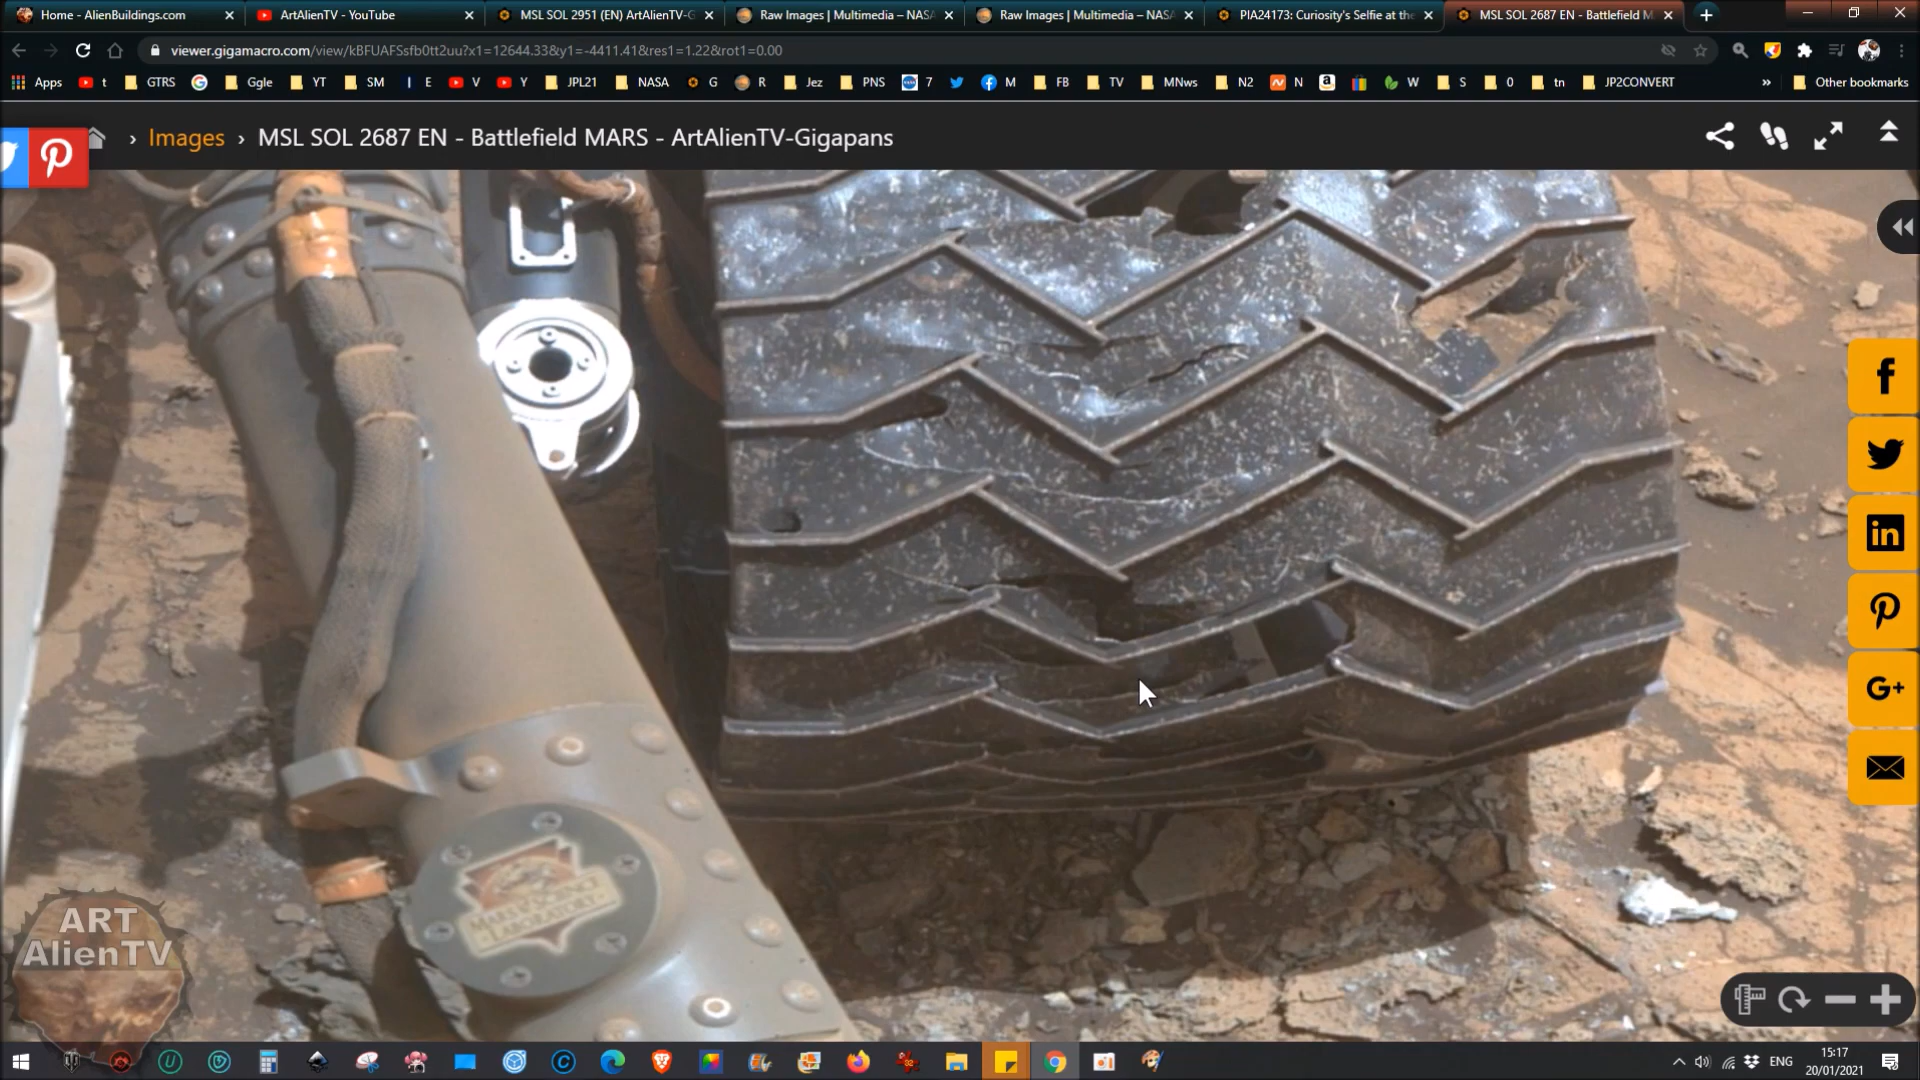 Home - AlienBuildings.com
ArtAlienTV - YouTube
MSL SOL 2951 (EN) ArtAlienTV-G
Raw Images | Multimedia – NASA
Raw Images | Multimedia – NASA
PIA24173: Curiosity's Selfie at the
MSL SOL 2687 EN - Battlefield M
viewer.gigamacro.com/view/kBFUAFSsfb0tt2uu?x1=12644.33&y1=-4411.41&res1=1.22&rot1=0.00
Apps t GTRS Ggle YT SM E V Y JPL21 NASA G R Jez PNS 7 M FB TV MNws N2 N W S 0 tn JP2CONVERT » Other bookmarks
› Images › MSL SOL 2687 EN - Battlefield MARS - ArtAlienTV-Gigapans
MARS SCIENCE
LABORATORY
ART
AlienTV
ENG
15:17
20/01/2021